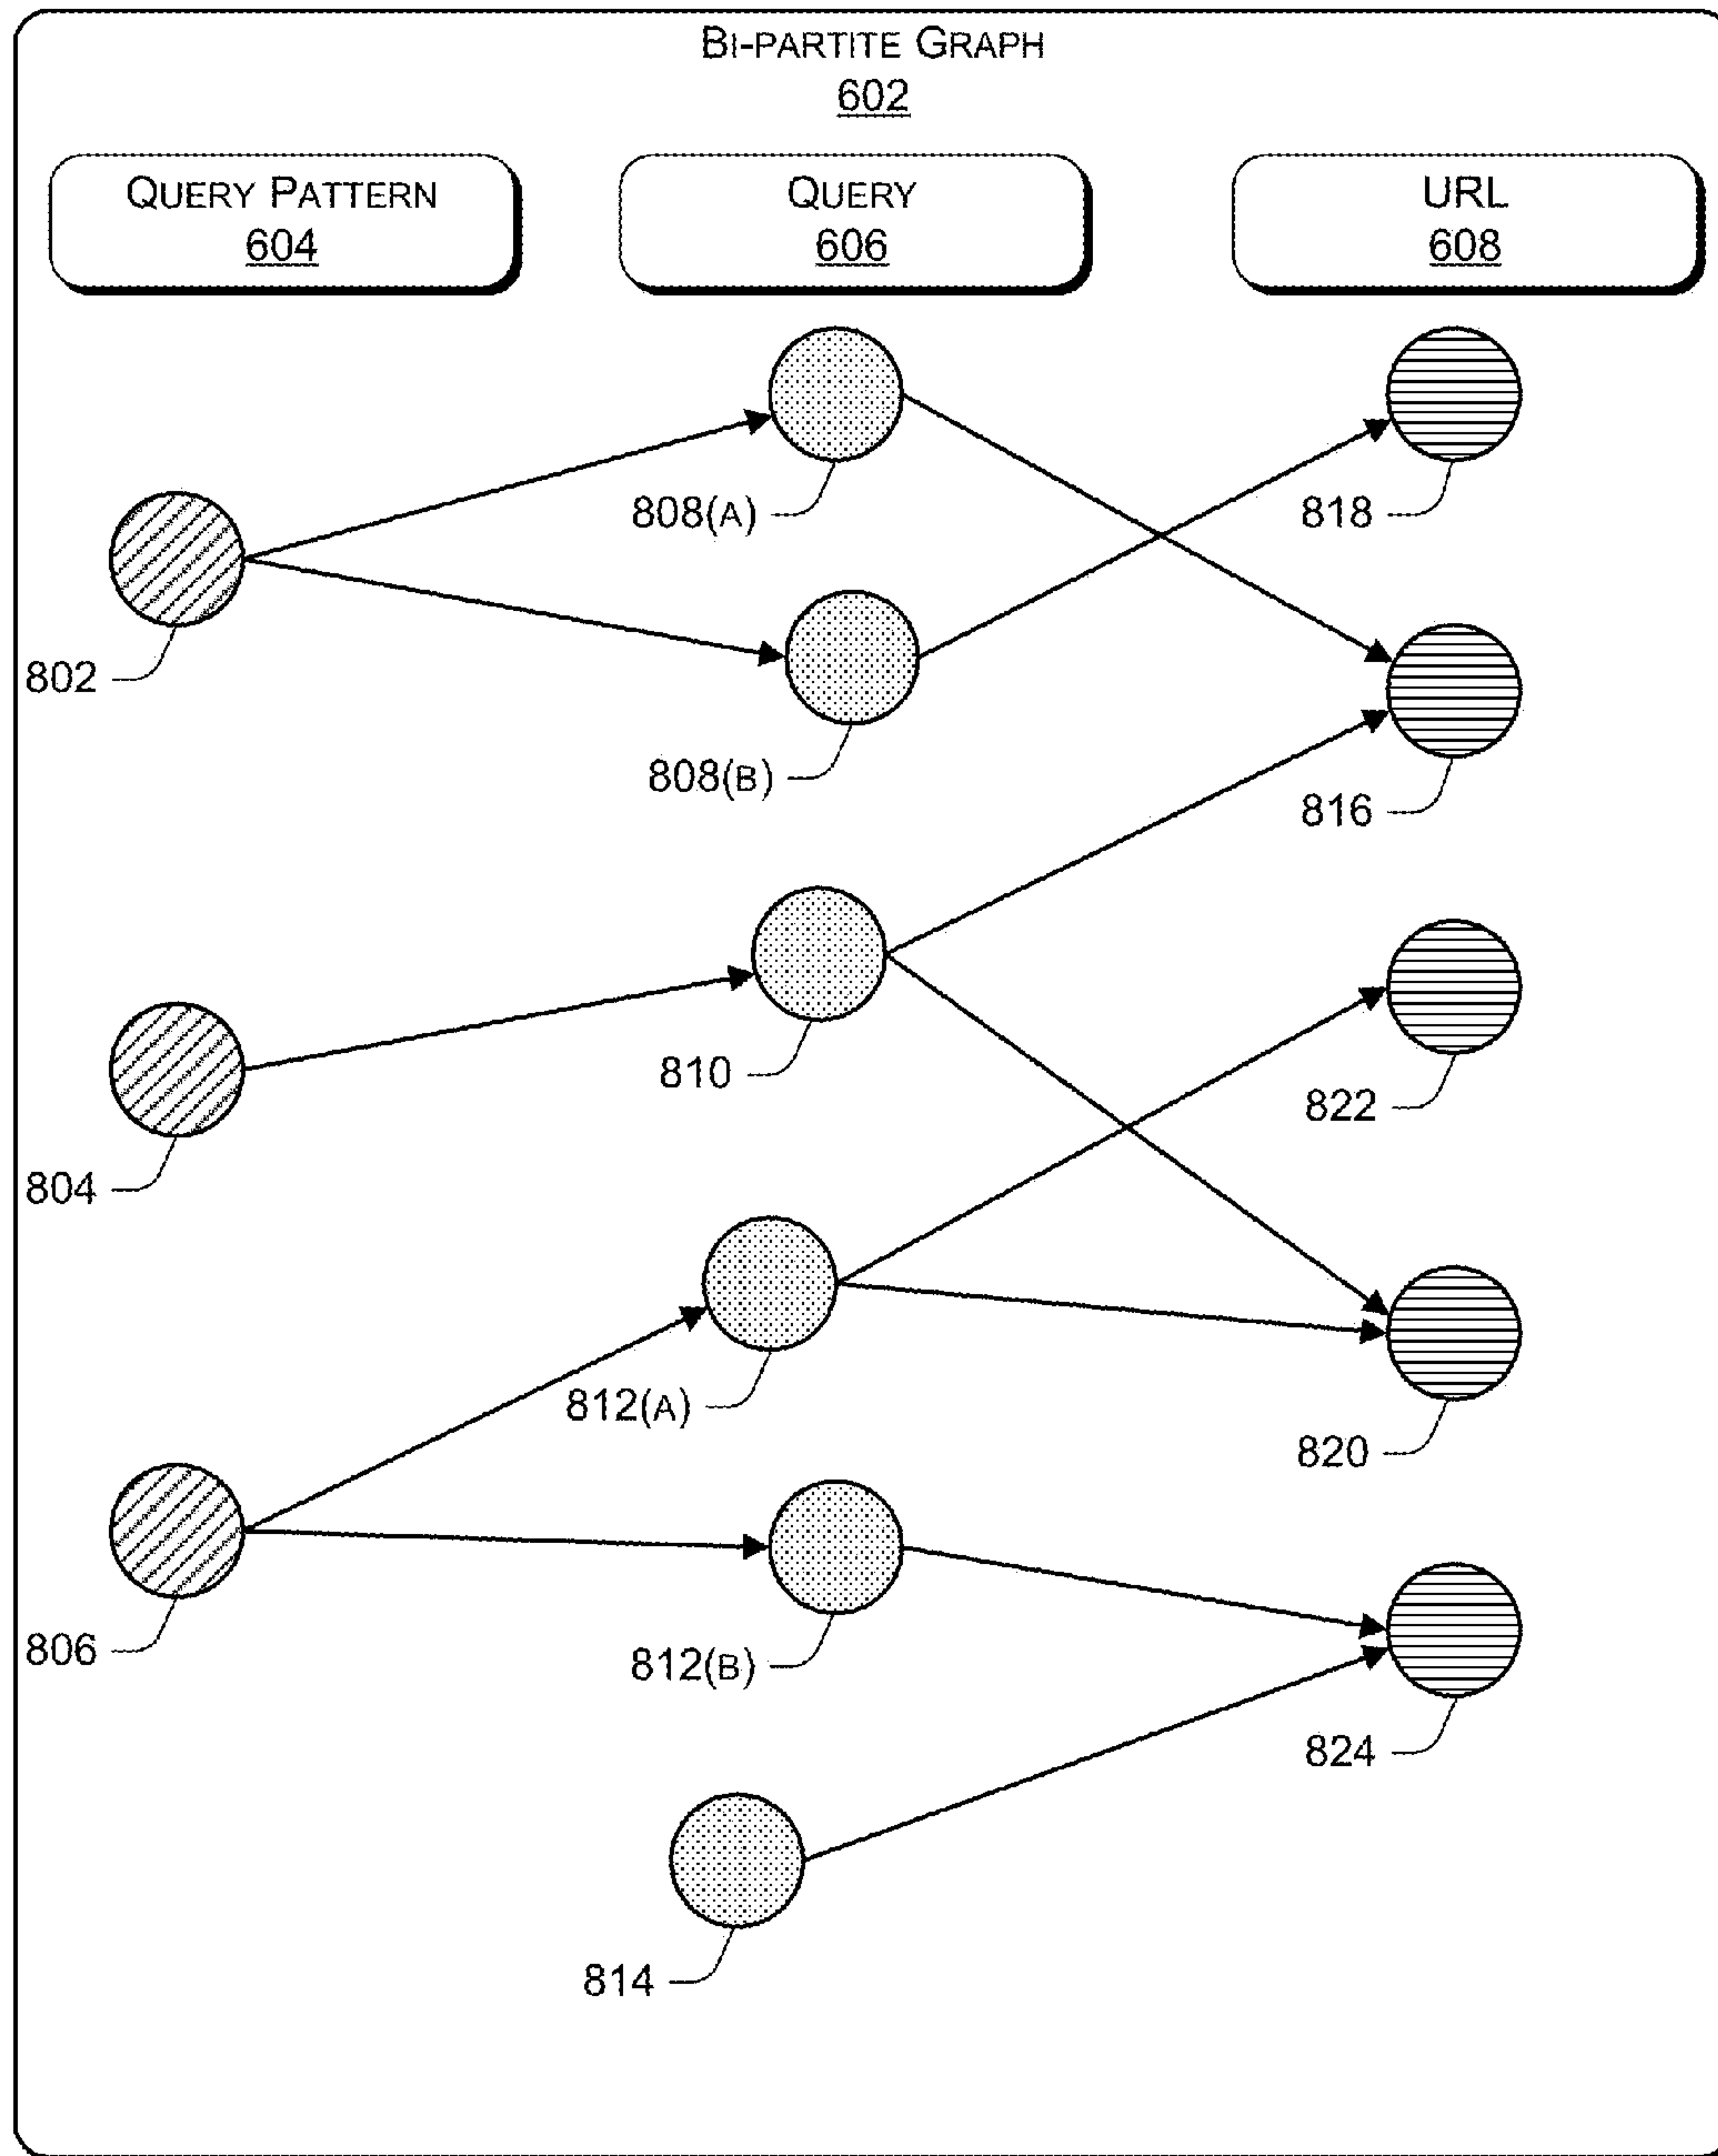 BI-PARTITE GRAPH
602
QUERY PATTERN
604
QUERY
606
URL
608
808(A)
818
802
808(B)
816
810
822
804
812(A)
820
806
812(B)
824
814